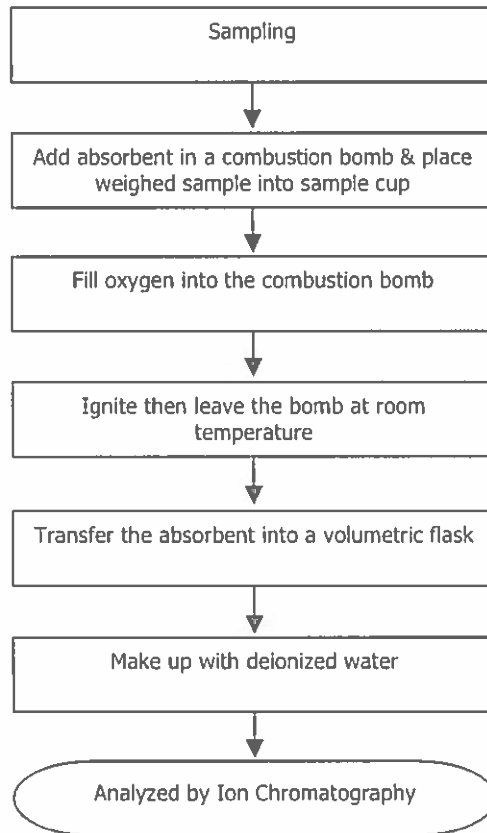 Sampling
Add absorbent in a combustion bomb & place
weighed sample into sample cup
Fill oxygen into the combustion bomb
Ignite then leave the bomb at room
temperature
Transfer the absorbent into a volumetric flask
Make up with deionized water
Analyzed by Ion Chromatography